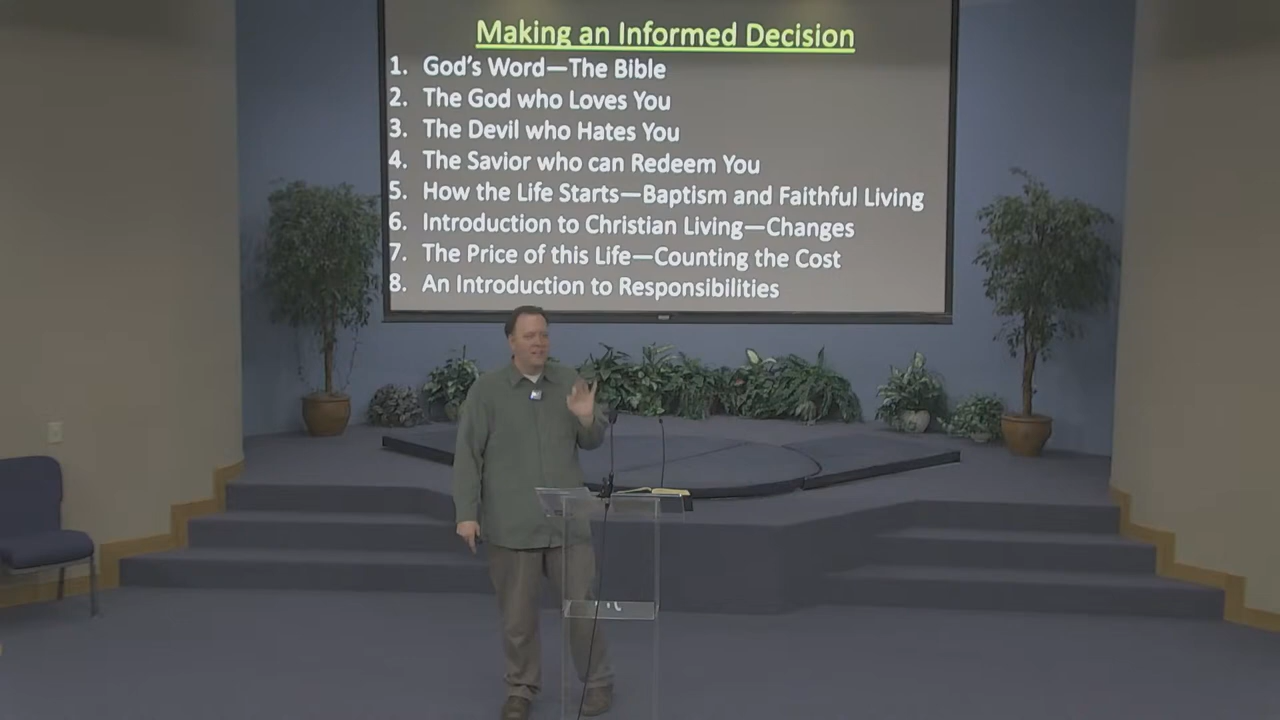 Making an Informed Decision
1. God's Word—The Bible
2. The God who Loves You
3. The Devil who Hates You
4. The Savior who can Redeem You
5. How the Life Starts—Baptism and Faithful Living
6. Introduction to Christian Living—Changes
7. The Price of this Life—Counting the Cost
8. An Introduction to Responsibilities